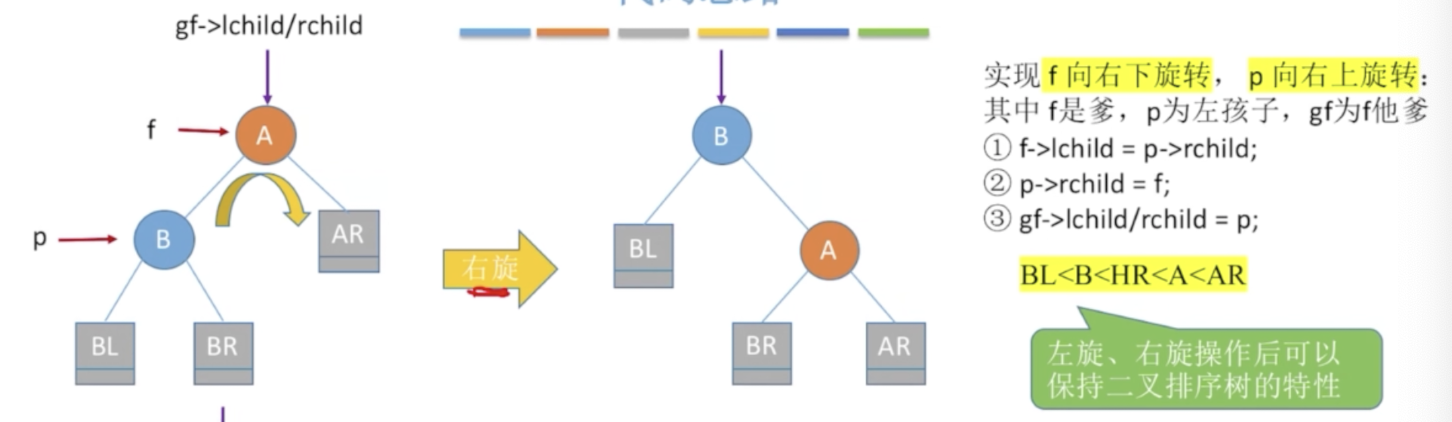 gf->lchild/rchild
f
A
p
B
AR
BL
BR
右旋
B
BL
A
BR
AR
实现 f 向右下旋转， p 向右上旋转：
其中 f是爹，p为左孩子，gf为f他爹
① f->lchild = p->rchild;
② p->rchild = f;
③ gf->lchild/rchild = p;
BL<B<HR<A<AR
左旋、右旋操作后可以
保持二叉排序树的特性